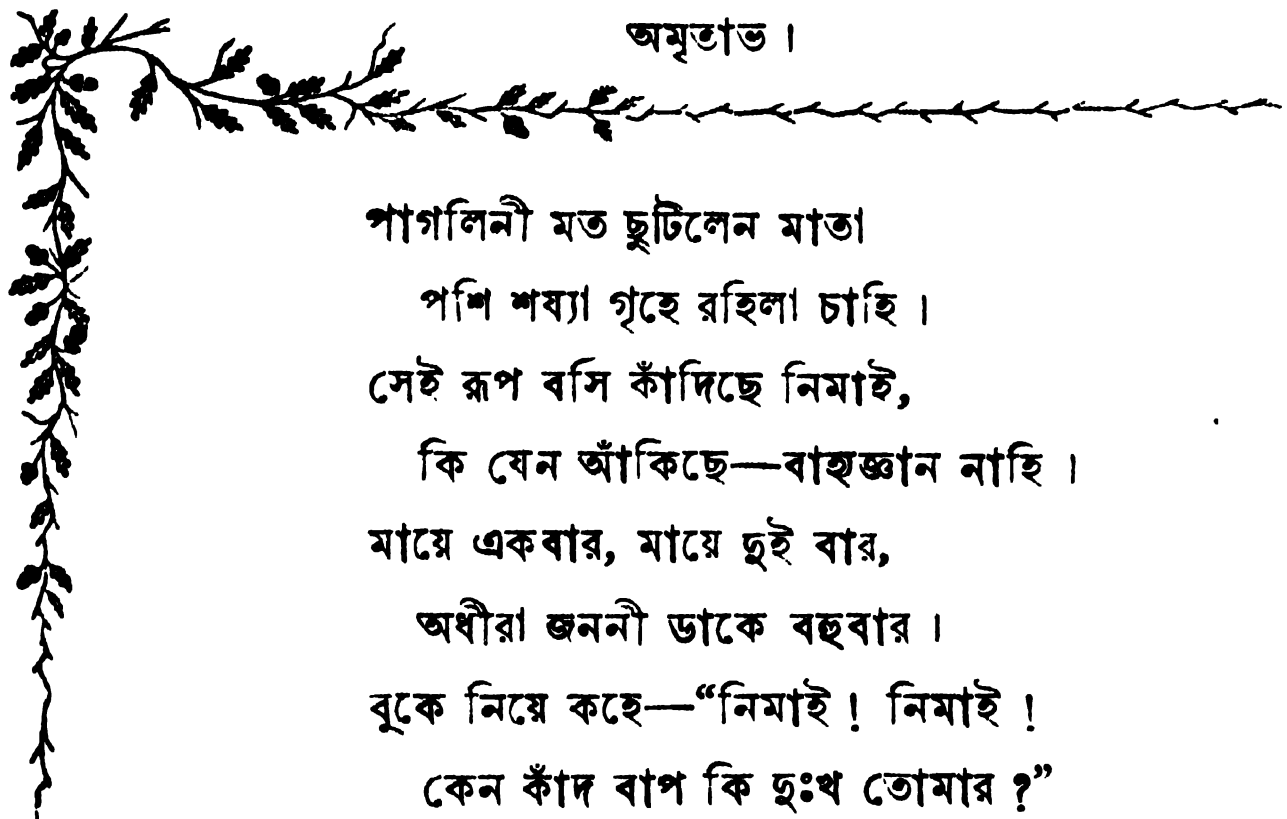 অমৃতাভ।
পাগলিনী মত ছুটিলেন মাতা
পশি শয্যা গৃহে রহিলা চাহি।
সেই রূপ বসি কাঁদিছে নিমাই,
কি যেন আঁকিছে—বাহ্যজ্ঞান নাহি।
মায়ে একবার, মায়ে দুই বার,
অধীরা জননী ডাকে বহুবার।
বুকে নিয়ে কহে—“নিমাই! নিমাই!
কেন কাঁদ বাপ কি দুঃখ তোমার?”